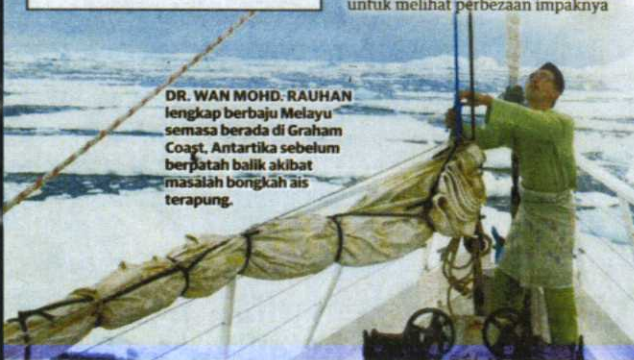 untuk melihat perbezaan impaknya
DR. WAN MOHD. RAUHAN
lengkap berbaju Melayu
semasa berada di Graham
Coast, Antartika sebelum
berpatah balik akibat
masalah bongkah ais
terapung.